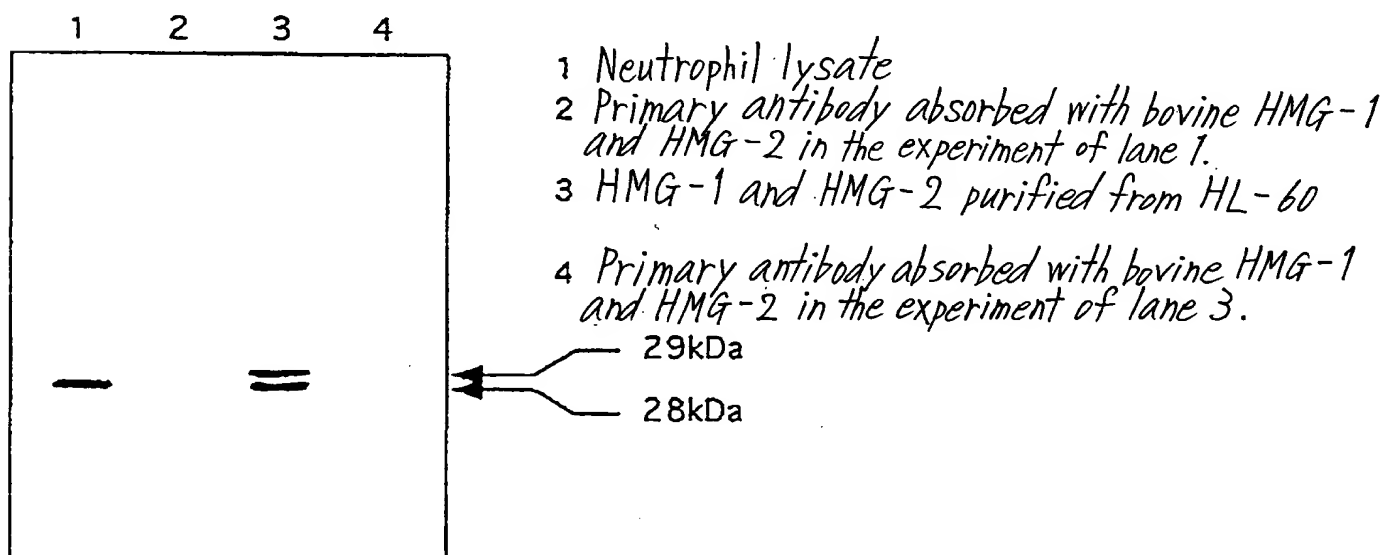 1 2 3 4
1 Neutrophil lysate
2 Primary antibody absorbed with bovine HMG-1
and HMG-2 in the experiment of lane 1.
3 HMG-1 and HMG-2 purified from HL-60
4 Primary antibody absorbed with bovine HMG-1
and HMG-2 in the experiment of lane 3.
29kDa
28kDa